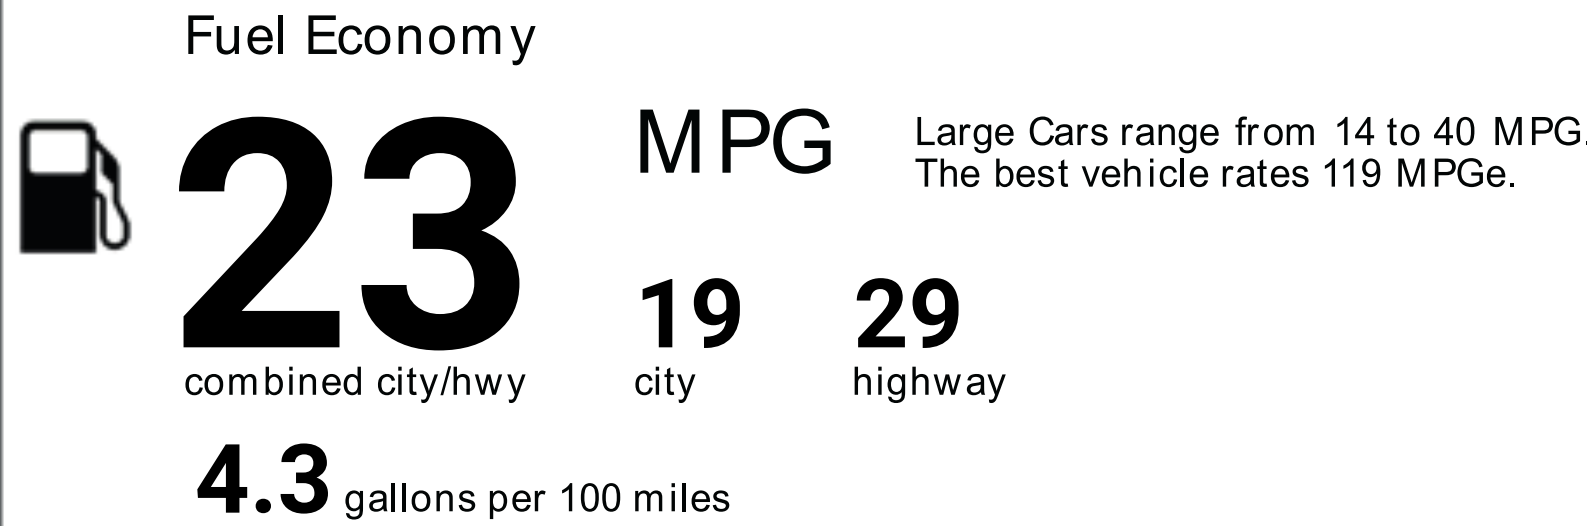 Fuel Economy
23
MPG
Large Cars range from 14 to 40 MPG.
The best vehicle rates 119 MPGe.
19
29
combined city/hwy
city
highway
4.3 gallons per 100 miles